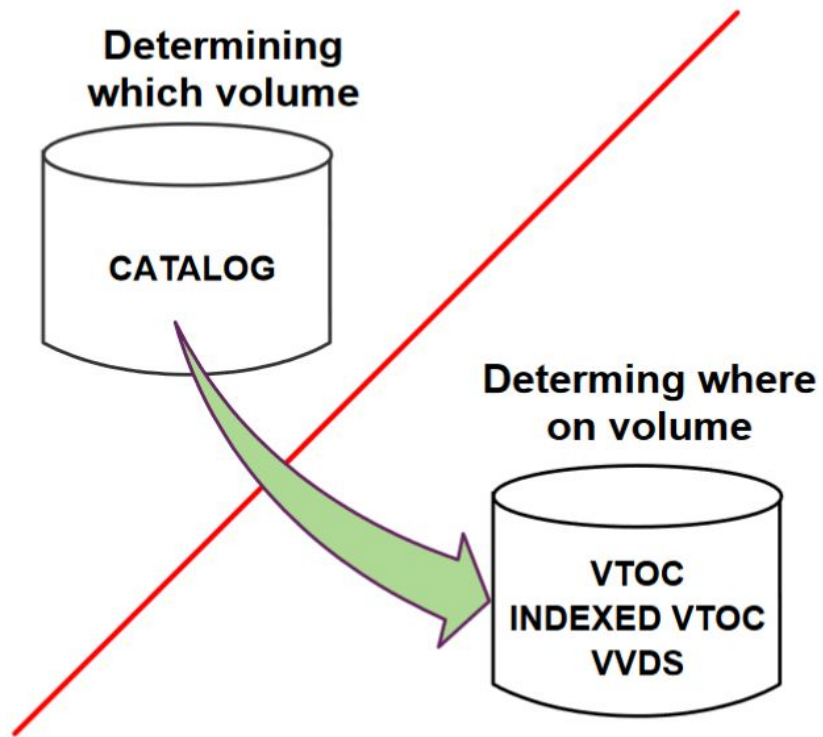 Determining
which volume
CATALOG
Determing where
on volume
VTOC
INDEXED VTOC
VVDS